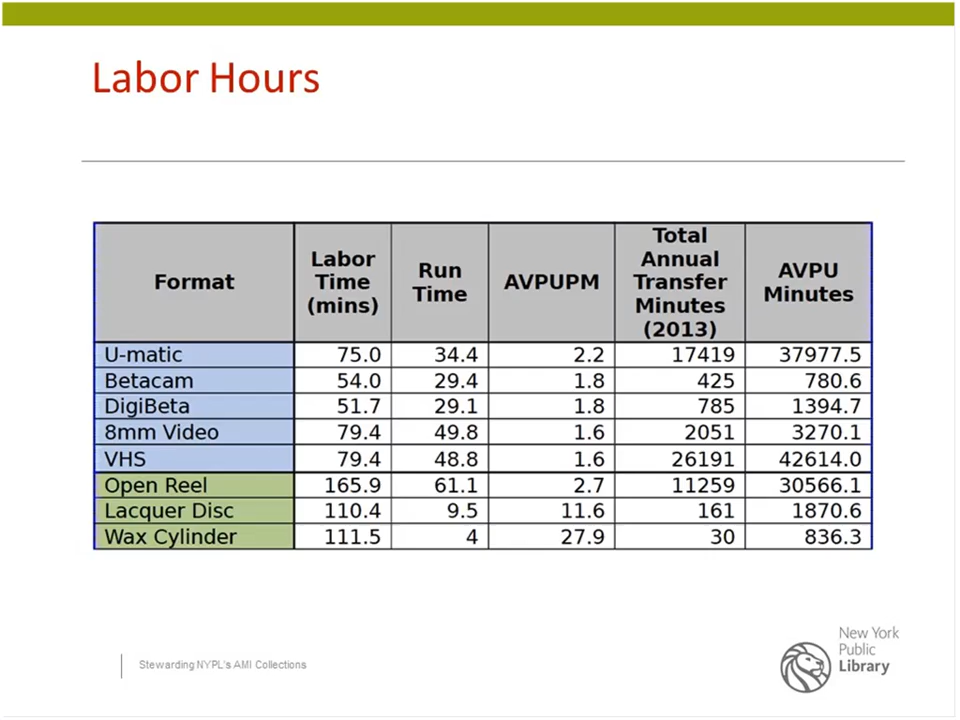 Labor Hours
Format Labor Time (mins) Run Time AVPUPM Total Annual Transfer Minutes (2013) AVPU Minutes
U-matic 75.0 34.4 2.2 17419 37977.5
Betacam 54.0 29.4 1.8 425 780.6
DigiBeta 51.7 29.1 1.8 785 1394.7
8mm Video 79.4 49.8 1.6 2051 3270.1
VHS 79.4 48.8 1.6 26191 42614.0
Open Reel 165.9 61.1 2.7 11259 30566.1
Lacquer Disc 110.4 9.5 11.6 161 1870.6
Wax Cylinder 111.5 4 27.9 30 836.3
Stewarding NYPL's AMI Collections
New York
Public
Library